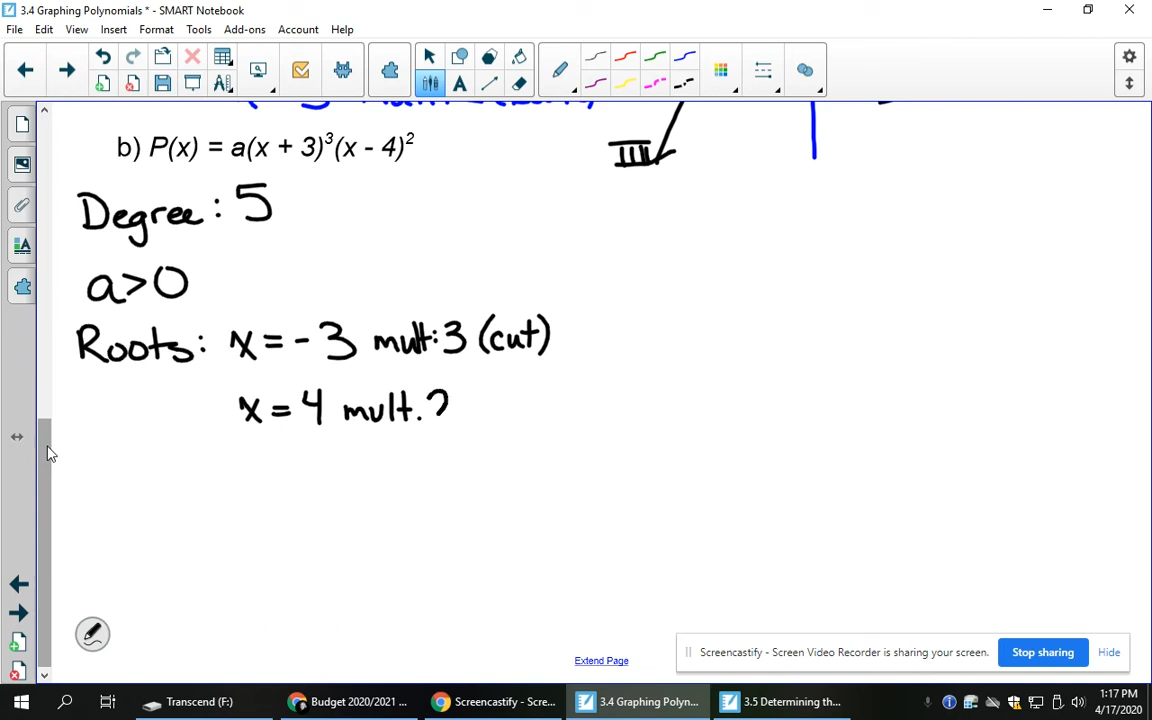 3.4 Graphing Polynomials * - SMART Notebook
File Edit View Insert Format Tools Add-ons Account Help
b) P(x) = a(x + 3)³(x - 4)²
III
Degree: 5
a>0
Roots: x = -3 mult: 3 (cut)
x = 4 mult. 2
Extend Page
Screencastify - Screen Video Recorder is sharing your screen. Stop sharing Hide
Transcend (F:) Budget 2020/2021 ... Screencastify - Scre... 3.4 Graphing Polyn... 3.5 Determining th... 1:17 PM
4/17/2020